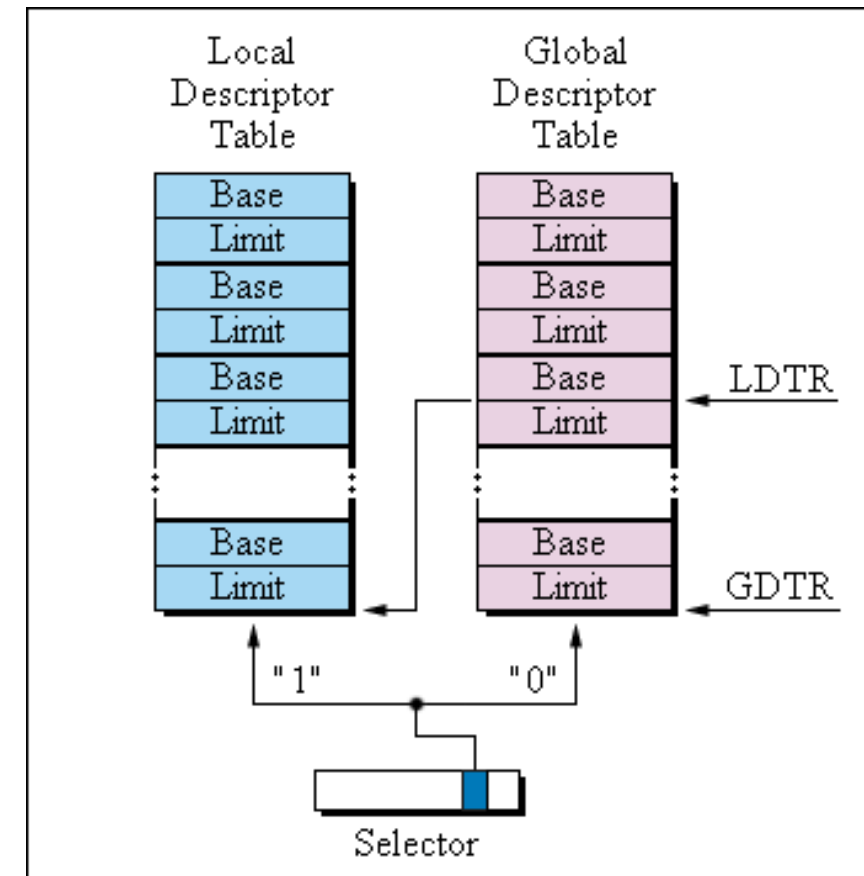 Local
Descriptor
Table
Global
Descriptor
Table
Base
Limit
Base
Limit
Base
Limit
Base
Limit
Base
Limit
Base
Limit
Base
Limit
Base
Limit
LDTR
GDTR
"1"
"0"
Selector